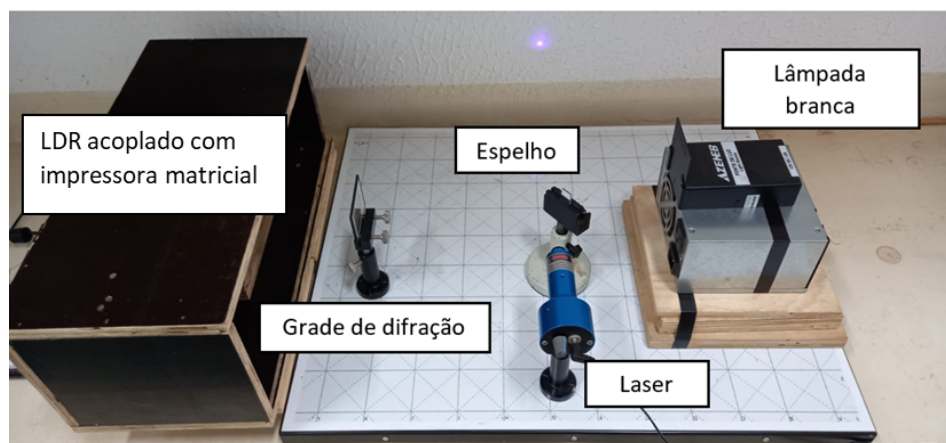 LDR acoplado com
impressora matricial
Espelho
Lâmpada
branca
AZEHEB
Grade de difração
Laser